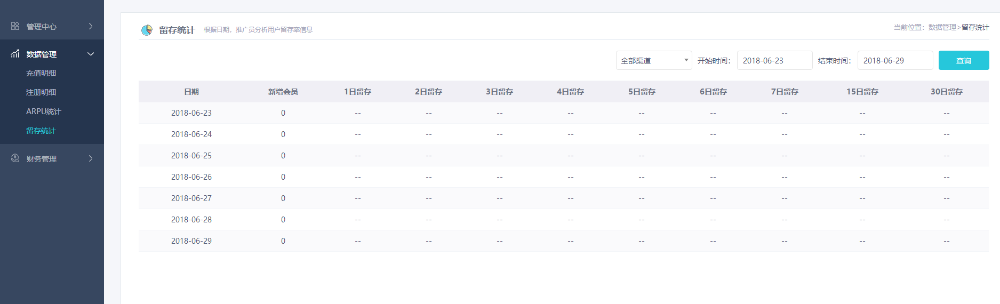 管理中心
数据管理
充值明细
注册明细
ARPU统计
留存统计
财务管理
留存统计 根据日期，推广员分析用户留存率信息
当前位置：数据管理>留存统计
全部渠道 开始时间： 2018-06-23 结束时间： 2018-06-29 查询
日期 新增会员 1日留存 2日留存 3日留存 4日留存 5日留存 6日留存 7日留存 15日留存 30日留存
2018-06-23 0 -- -- -- -- -- -- -- -- --
2018-06-24 0 -- -- -- -- -- -- -- -- --
2018-06-25 0 -- -- -- -- -- -- -- -- --
2018-06-26 0 -- -- -- -- -- -- -- -- --
2018-06-27 0 -- -- -- -- -- -- -- -- --
2018-06-28 0 -- -- -- -- -- -- -- -- --
2018-06-29 0 -- -- -- -- -- -- -- -- --